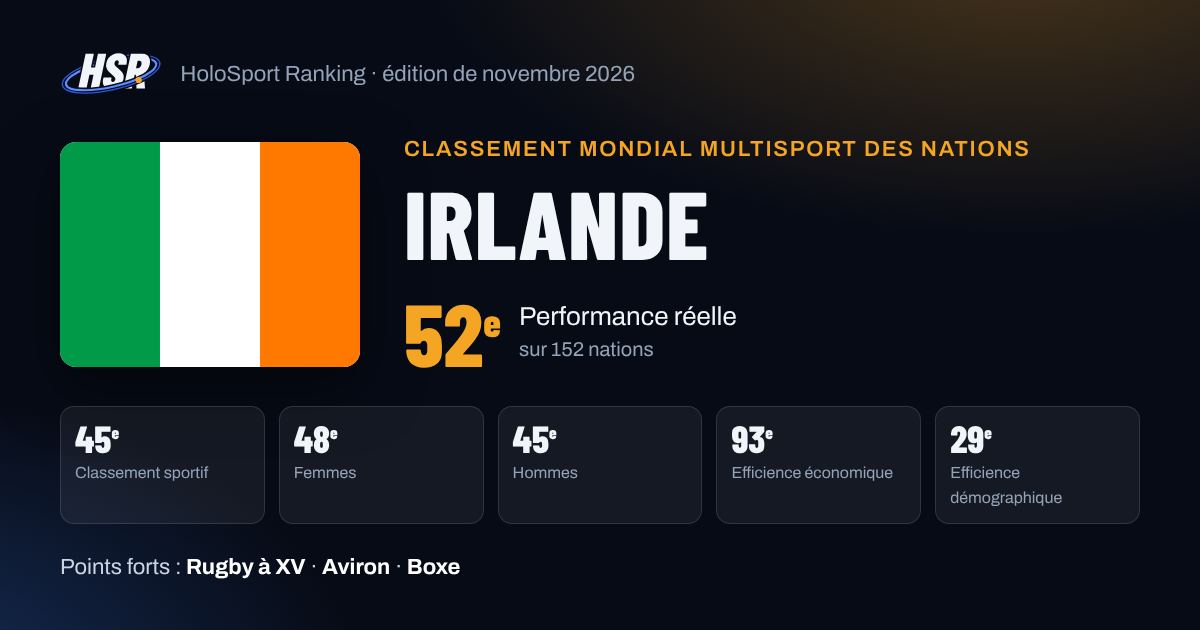 HSR
HoloSport Ranking · édition de novembre 2026
CLASSEMENT MONDIAL MULTISPORT DES NATIONS
IRLANDE
52e
Performance réelle
sur 152 nations
45e
Classement sportif
48e
Femmes
45e
Hommes
93e
Efficience économique
29e
Efficience
démographique
Points forts : Rugby à XV · Aviron · Boxe